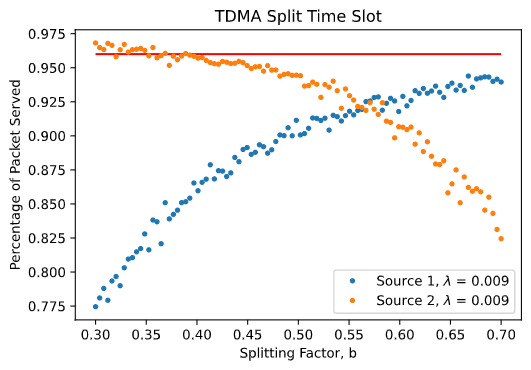 TDMA Split Time Slot
Percentage of Packet Served
0.975
0.950
0.925
0.900
0.875
0.850
0.825
0.800
0.775
0.30 0.35 0.40 0.45 0.50 0.55 0.60 0.65 0.70
Splitting Factor, b
Source 1, λ = 0.009
Source 2, λ = 0.009